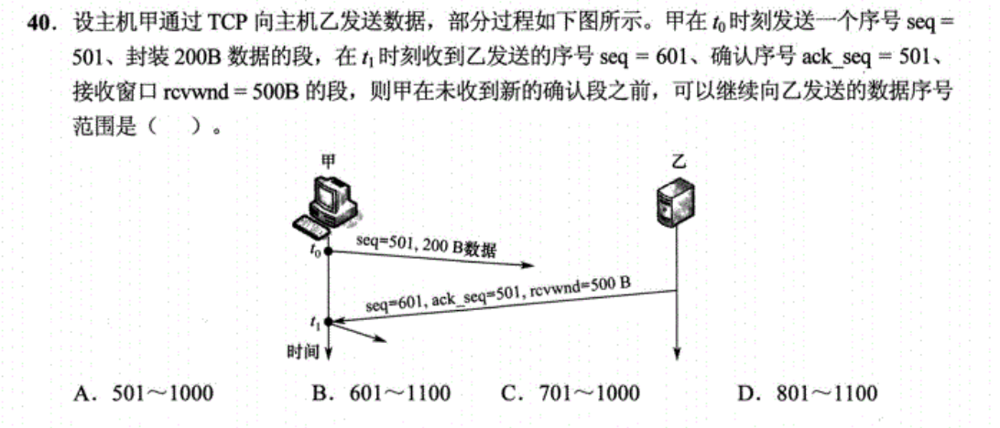 40. 设主机甲通过 TCP 向主机乙发送数据，部分过程如下图所示。甲在 t₀ 时刻发送一个序号 seq =
501、封装 200B 数据的段，在 t₁ 时刻收到乙发送的序号 seq = 601、确认序号 ack_seq = 501、
接收窗口 rcvwnd = 500B 的段，则甲在未收到新的确认段之前，可以继续向乙发送的数据序号
范围是（ ）。
甲 乙
t₀ seq=501, 200 B数据
seq=601, ack_seq=501, rcvwnd=500 B
t₁
时间
A. 501～1000 B. 601～1100 C. 701～1000 D. 801～1100